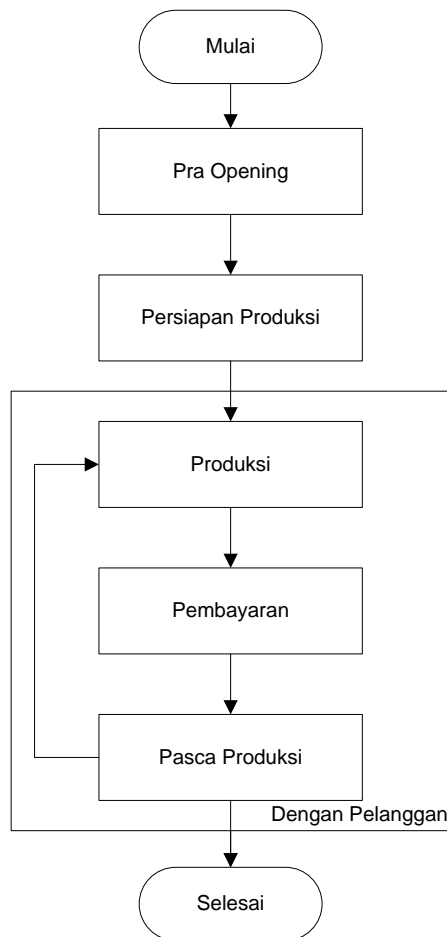 Mulai
Pra Opening
Persiapan Produksi
Produksi
Pembayaran
Pasca Produksi
Dengan Pelanggan
Selesai